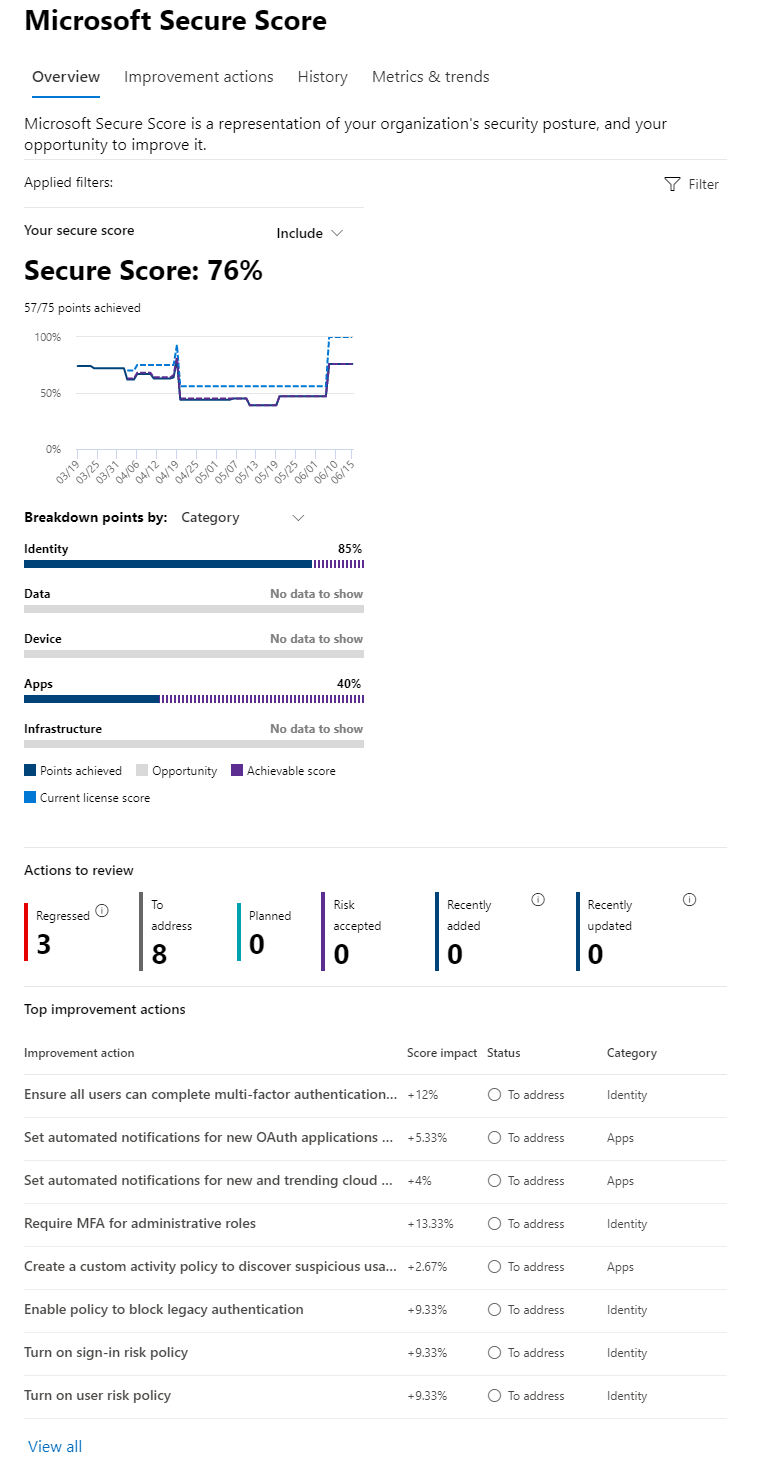 Microsoft Secure Score
Overview Improvement actions History Metrics & trends
Microsoft Secure Score is a representation of your organization's security posture, and your
opportunity to improve it.
Applied filters:
Filter
Your secure score
Include
Secure Score: 76%
57/75 points achieved
100%
50%
0%
03/19 03/25 03/31 04/06 04/12 04/19 04/25 05/01 05/07 05/13 05/19 05/25 06/01 06/10 06/15
Breakdown points by: Category
Identity 85%
Data No data to show
Device No data to show
Apps 40%
Infrastructure No data to show
Points achieved Opportunity Achievable score
Current license score
Actions to review
Regressed
3
To
address
8
Planned
0
Risk
accepted
0
Recently
added
0
Recently
updated
0
Top improvement actions
Improvement action Score impact Status Category
Ensure all users can complete multi-factor authentication... +12% To address Identity
Set automated notifications for new OAuth applications ... +5.33% To address Apps
Set automated notifications for new and trending cloud ... +4% To address Apps
Require MFA for administrative roles +13.33% To address Identity
Create a custom activity policy to discover suspicious usa... +2.67% To address Apps
Enable policy to block legacy authentication +9.33% To address Identity
Turn on sign-in risk policy +9.33% To address Identity
Turn on user risk policy +9.33% To address Identity
View all